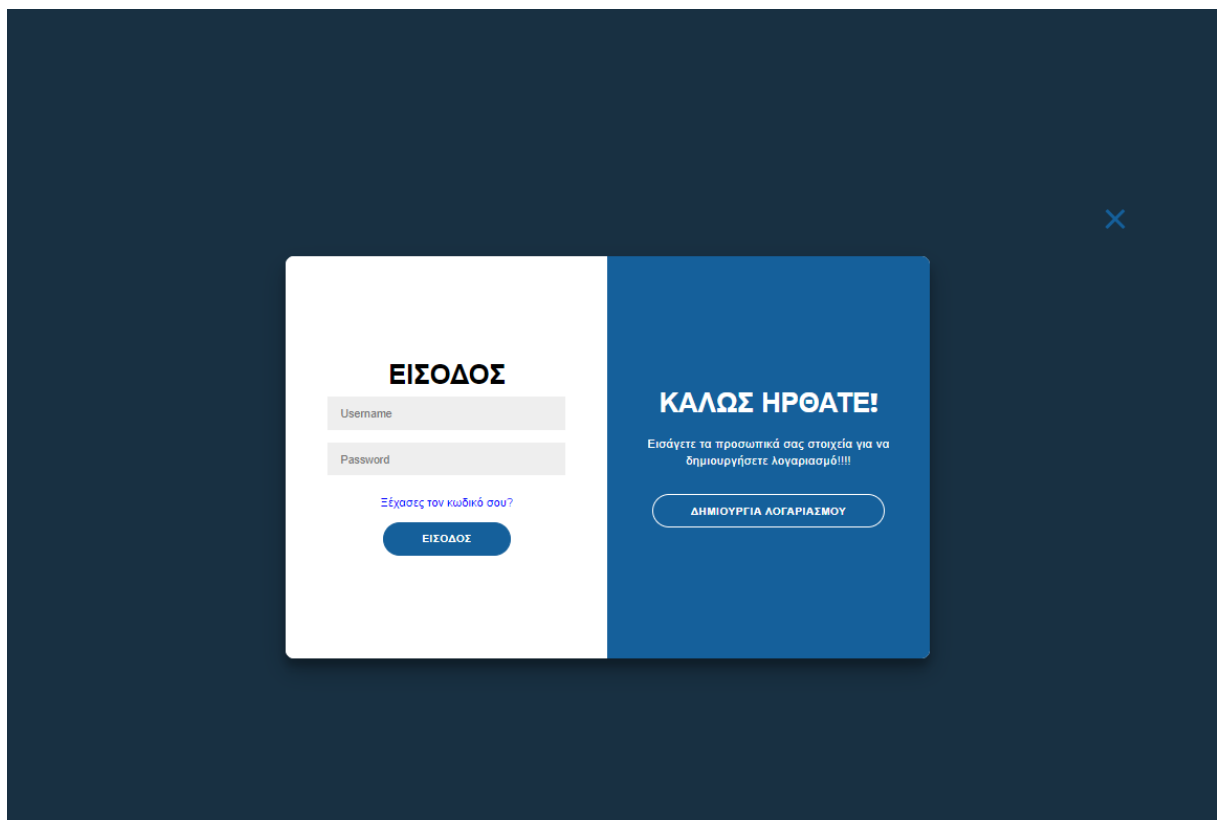 ΕΙΣΟΔΟΣ
Username
Password
Ξέχασες τον κωδικό σου?
ΕΙΣΟΔΟΣ
ΚΑΛΩΣ ΗΡΘΑΤΕ!
Εισάγετε τα προσωπικά σας στοιχεία για να
δημιουργήσετε λογαριασμό!!!!
ΔΗΜΙΟΥΡΓΙΑ ΛΟΓΑΡΙΑΣΜΟΥ